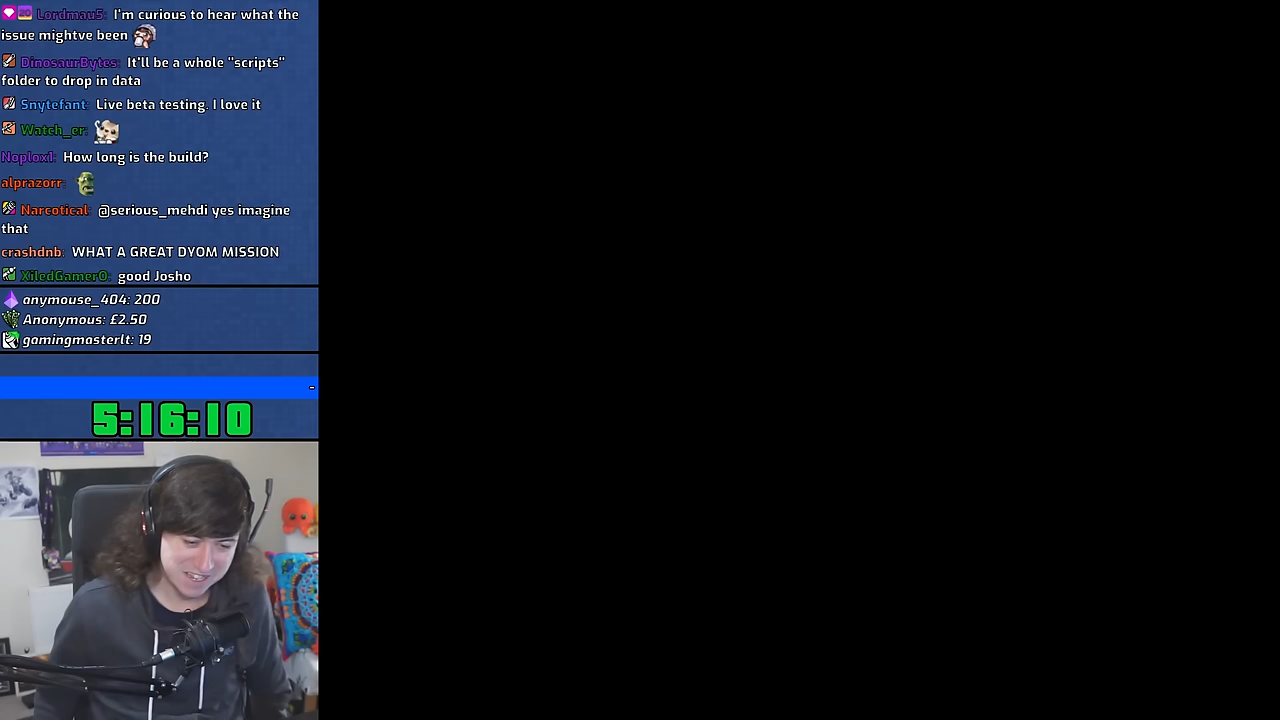 Lordmau5: I'm curious to hear what the
issue mightve been
DinosaurBytes: It'll be a whole "scripts"
folder to drop in data
Snytefant: Live beta testing. I love it
Watch_er:
Noplox1: How long is the build?
alprazorr:
Narcotical: @serious_mehdi yes imagine
that
crashdnb: WHAT A GREAT DYOM MISSION
XiledGamerO: good Josho
anymouse_404: 200
Anonymous: £2.50
gamingmasterlt: 19
-
5:16:10